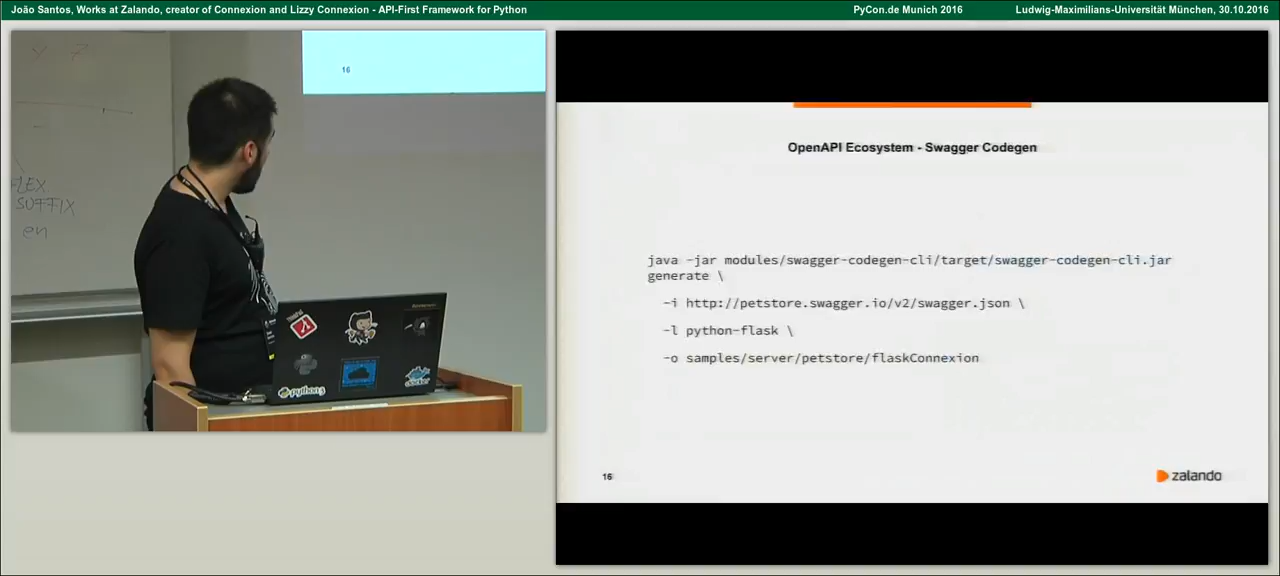 João Santos, Works at Zalando, creator of Connexion and Lizzy Connexion - API-First Framework for Python
PyCon.de Munich 2016
Ludwig-Maximilians-Universität München, 30.10.2016
16
FLEX.
SUFFIX
en
python
docker
OpenAPI Ecosystem - Swagger Codegen
java -jar modules/swagger-codegen-cli/target/swagger-codegen-cli.jar
generate \
-i http://petstore.swagger.io/v2/swagger.json \
-l python-flask \
-o samples/server/petstore/flaskConnexion
16
zalando